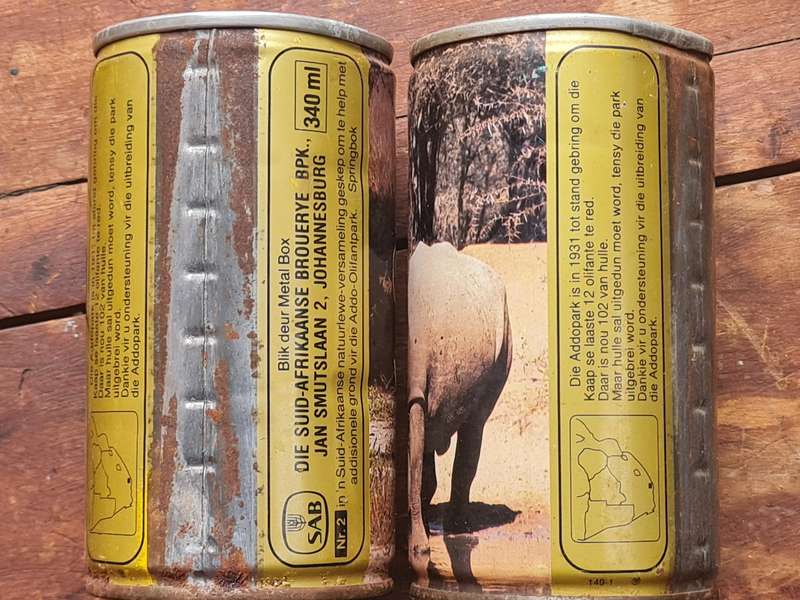 uitgebrei word.
Dankie vir u ondersteuning vir die uitbreiding van
die Addopark.
Maar hulle sal uitgedun moet word, tensy die park
Daar is nou 102 van hulle.
340 ml
Blik deur Metal Box
DIE SUID-AFRIKAANSE BROUERYE BPK.,
JAN SMUTSLAAN 2, JOHANNESBURG
SAB
Nr. 2 in 'n Suid-Afrikaanse natuurlewe-versameling geskep om te help met
addisionele grond vir die Addo-Olifantpark. Springbok
Die Addopark is in 1931 tot stand gebring om die
Kaap se laaste 12 olifante te red.
Daar is nou 102 van hulle.
Maar hulle sal uitgedun moet word, tensy die park
uitgebrei word.
Dankie vir u ondersteuning vir die uitbreiding van
die Addopark.
140-1